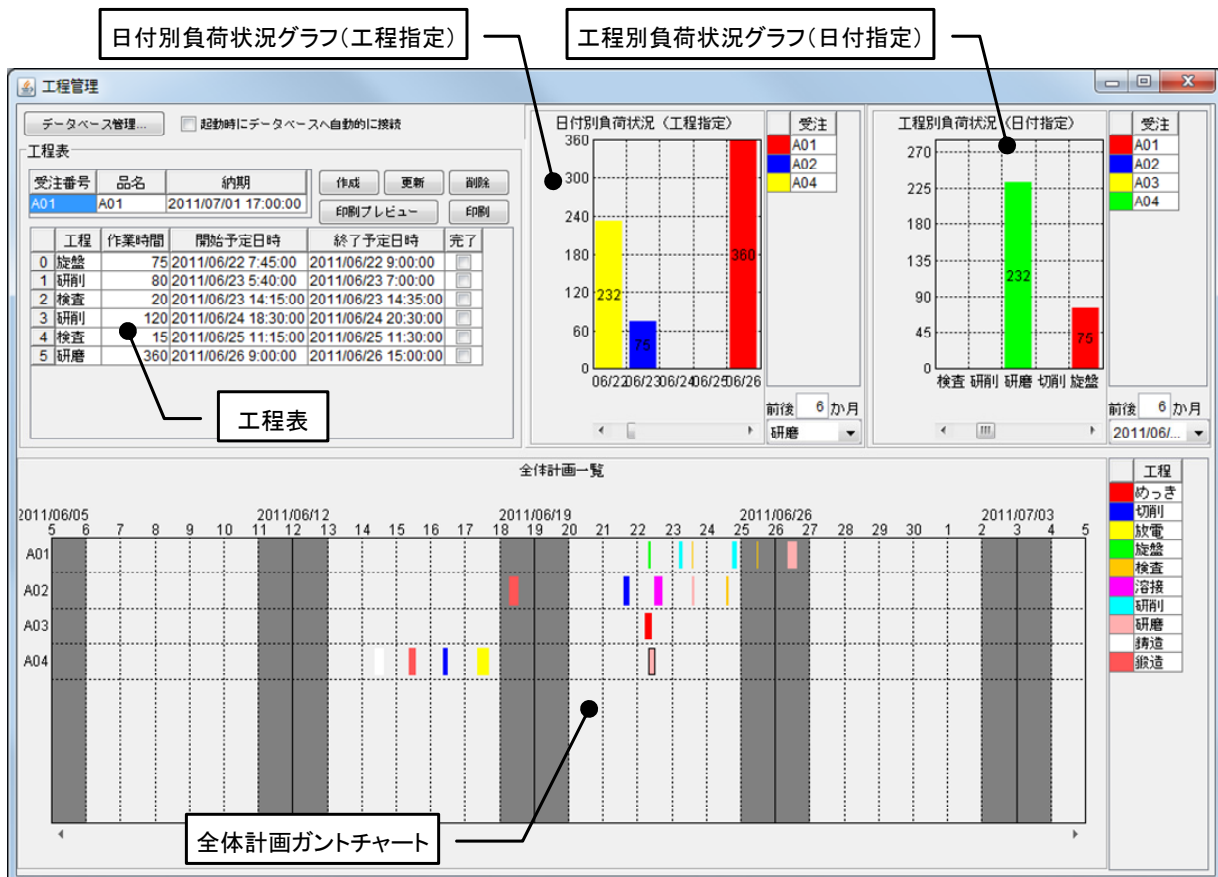 日付別負荷状況グラフ(工程指定)
工程別負荷状況グラフ(日付指定)
工程管理
データベース管理...
起動時にデータベースへ自動的に接続
工程表
受注番号 品名 納期
A01 A01 2011/07/01 17:00:00
作成 更新 削除
印刷プレビュー 印刷
工程 作業時間 開始予定日時 終了予定日時 完了
0 旋盤 75 2011/06/22 7:45:00 2011/06/22 9:00:00
1 研削 80 2011/06/23 5:40:00 2011/06/23 7:00:00
2 検査 20 2011/06/23 14:15:00 2011/06/23 14:35:00
3 研削 120 2011/06/24 18:30:00 2011/06/24 20:30:00
4 検査 15 2011/06/25 11:15:00 2011/06/25 11:30:00
5 研磨 360 2011/06/26 9:00:00 2011/06/26 15:00:00
工程表
日付別負荷状況(工程指定)
360
300
240
180
120
60
0
232
75
360
06/22 06/23 06/24 06/25 06/26
受注
A01
A02
A04
前後 6 か月
研磨
工程別負荷状況(日付指定)
270
225
180
135
90
45
0
232
75
検査 研削 研磨 切削 旋盤
受注
A01
A02
A03
A04
前後 6 か月
2011/06/...
全体計画一覧
2011/06/05 2011/06/12 2011/06/19 2011/06/26 2011/07/03
5 6 7 8 9 10 11 12 13 14 15 16 17 18 19 20 21 22 23 24 25 26 27 28 29 30 1 2 3 4 5
A01
A02
A03
A04
全体計画ガントチャート
工程
めっき
切削
放電
旋盤
検査
溶接
研削
研磨
鋳造
鍛造